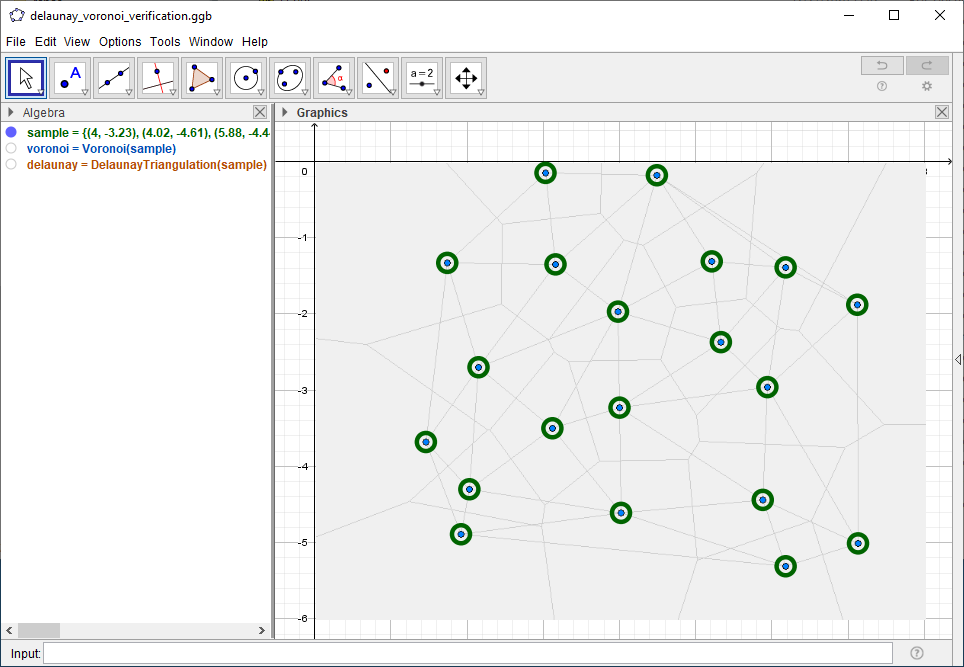 delaunay_voronoi_verification.ggb
File Edit View Options Tools Window Help
A
α
a=2
Algebra
Graphics
sample = {(4, -3.23), (4.02, -4.61), (5.88, -4.4
voronoi = Voronoi(sample)
delaunay = DelaunayTriangulation(sample)
0
-1
-2
-3
-4
-5
-6
Input: